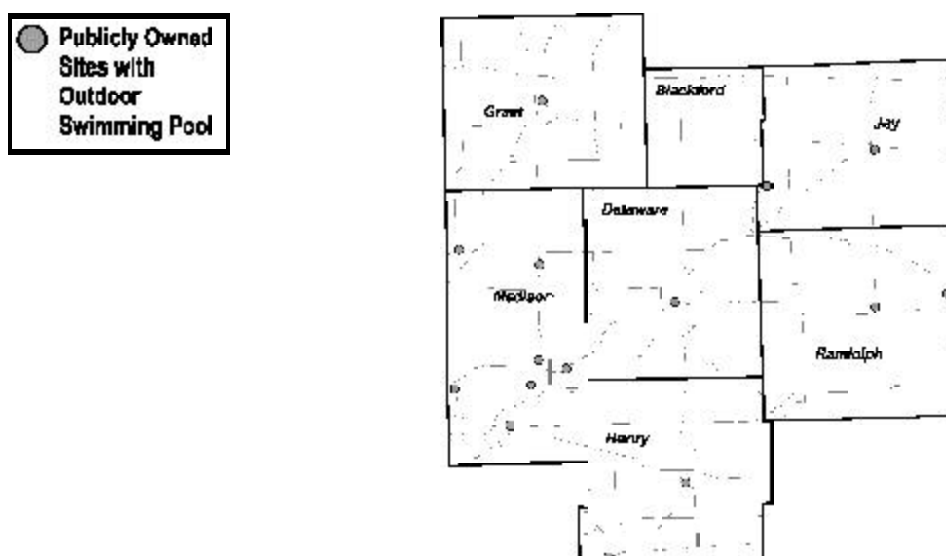 Publicly Owned
Sites with
Outdoor
Swimming Pool
Grant
Blackford
Jay
Delaware
Madison
Randolph
Henry